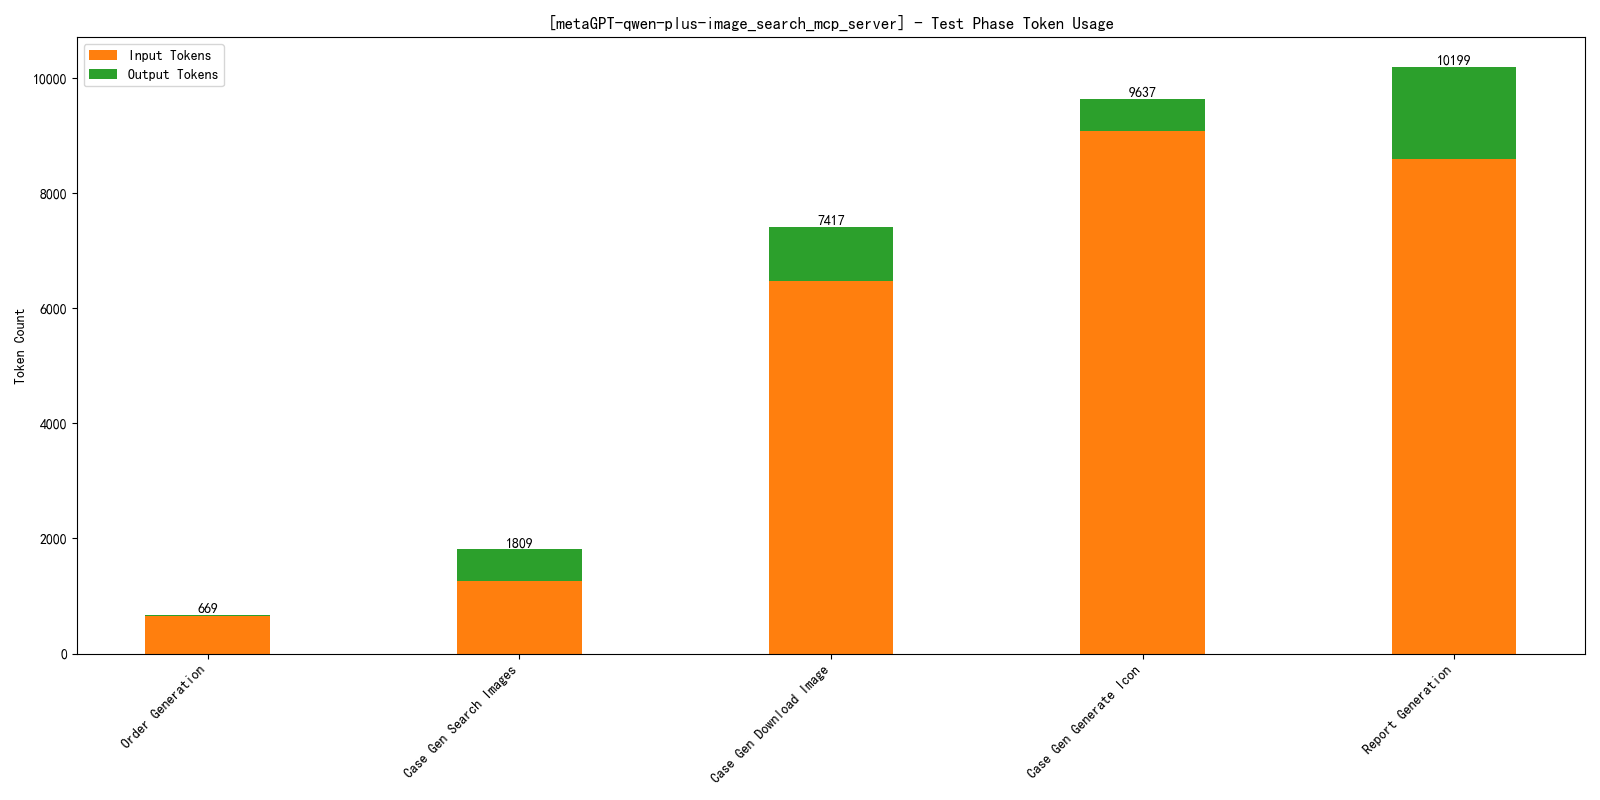 [metaGPT-qwen-plus-image_search_mcp_server] - Test Phase Token Usage
Input Tokens
Output Tokens
Token Count
10000
8000
6000
4000
2000
0
669
1809
7417
9637
10199
Order Generation
Case Gen Search Images
Case Gen Download Image
Case Gen Generate Icon
Report Generation